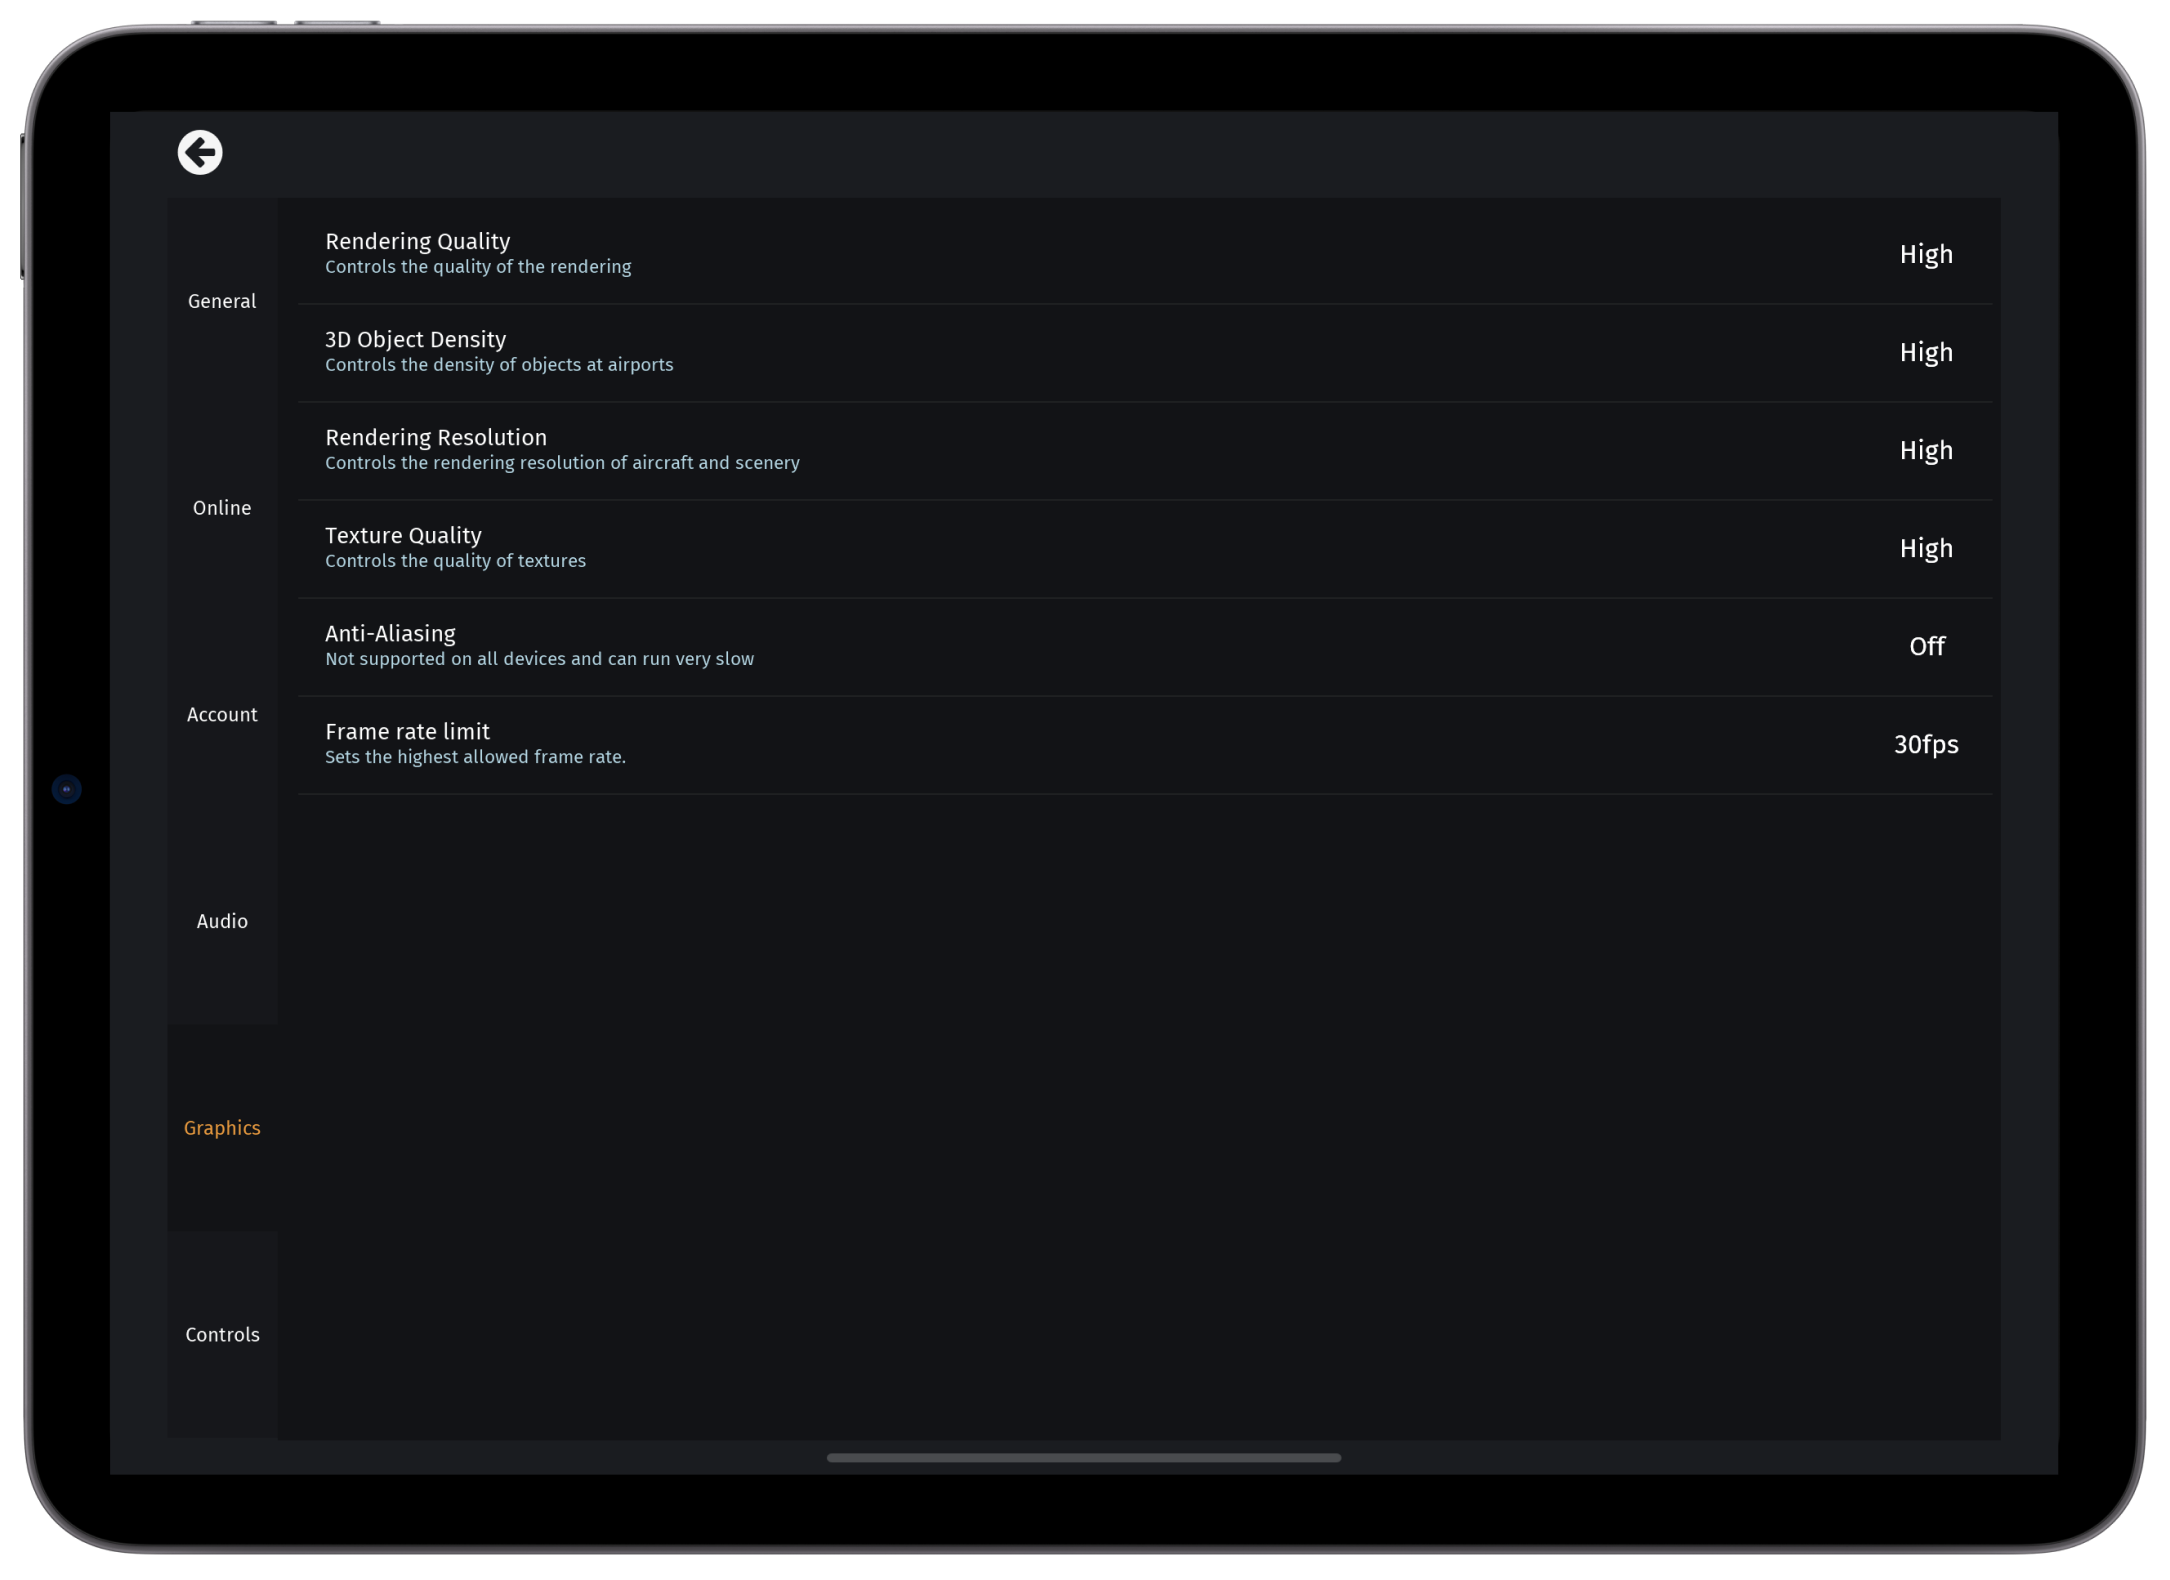 General
Online
Account
Audio
Graphics
Controls
Rendering Quality
Controls the quality of the rendering
High
3D Object Density
Controls the density of objects at airports
High
Rendering Resolution
Controls the rendering resolution of aircraft and scenery
High
Texture Quality
Controls the quality of textures
High
Anti-Aliasing
Not supported on all devices and can run very slow
Off
Frame rate limit
Sets the highest allowed frame rate.
30fps